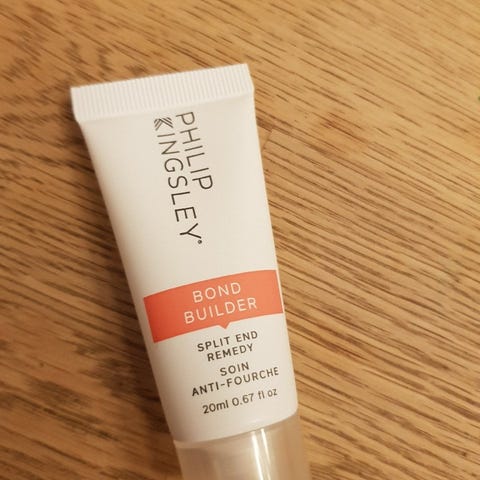 PHILIP
KINGSLEY®
BOND
BUILDER
SPLIT END
REMEDY
SOIN
ANTI-FOURCHE
20ml 0.67 fl oz